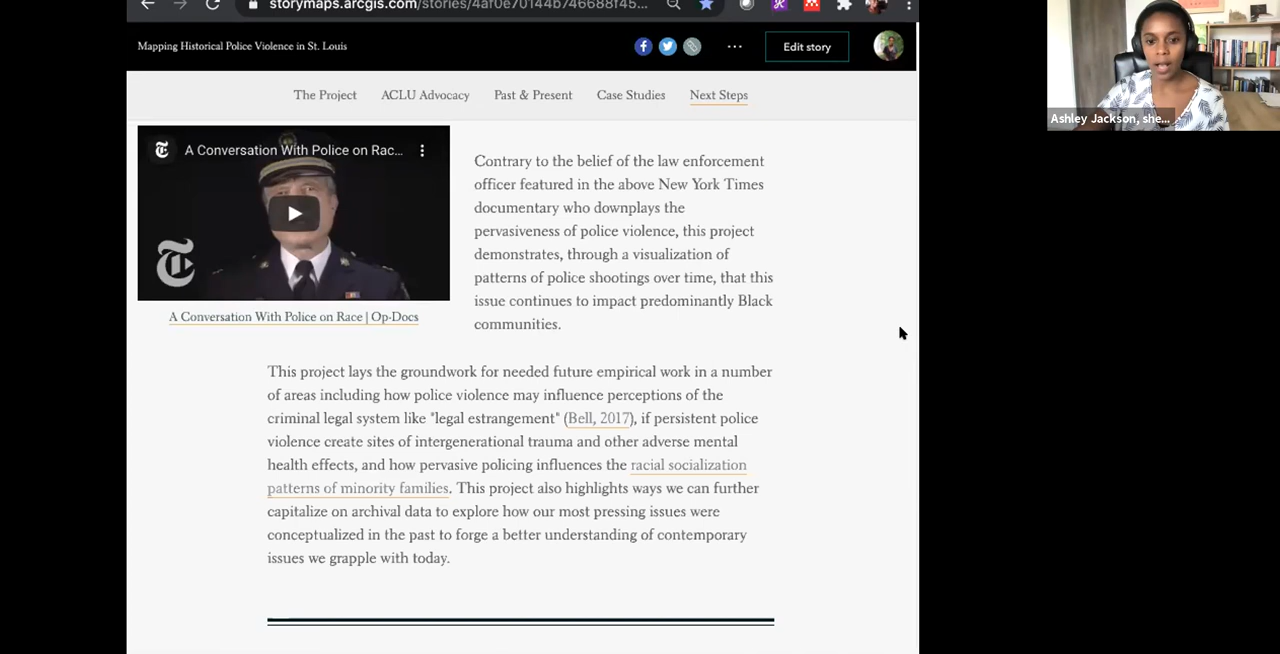 storymaps.arcgis.com/stories/4af0e70144b746688f45...
Mapping Historical Police Violence in St. Louis
Edit story
The Project ACLU Advocacy Past & Present Case Studies Next Steps
A Conversation With Police on Rac...
A Conversation With Police on Race | Op-Docs
Contrary to the belief of the law enforcement
officer featured in the above New York Times
documentary who downplays the
pervasiveness of police violence, this project
demonstrates, through a visualization of
patterns of police shootings over time, that this
issue continues to impact predominantly Black
communities.
This project lays the groundwork for needed future empirical work in a number
of areas including how police violence may influence perceptions of the
criminal legal system like "legal estrangement" (Bell, 2017), if persistent police
violence create sites of intergenerational trauma and other adverse mental
health effects, and how pervasive policing influences the racial socialization
patterns of minority families. This project also highlights ways we can further
capitalize on archival data to explore how our most pressing issues were
conceptualized in the past to forge a better understanding of contemporary
issues we grapple with today.
Ashley Jackson, she...